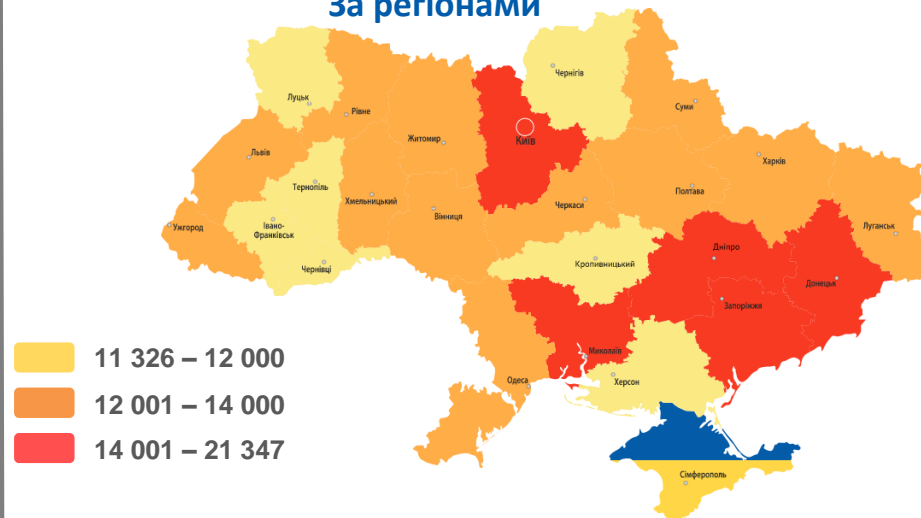 За регіонами
Чернігів
Луцьк
Суми
Рівне
Житомир
Київ
Львів
Харків
Тернопіль
Полтава
Хмельницький
Черкаси
Вінниця
Ужгород
Івано-
Франківськ
Луганськ
Дніпро
Чернівці
Кропивницький
Донецьк
Запоріжжя
Миколаїв
11 326 – 12 000
Одеса
Херсон
12 001 – 14 000
14 001 – 21 347
Сімферополь